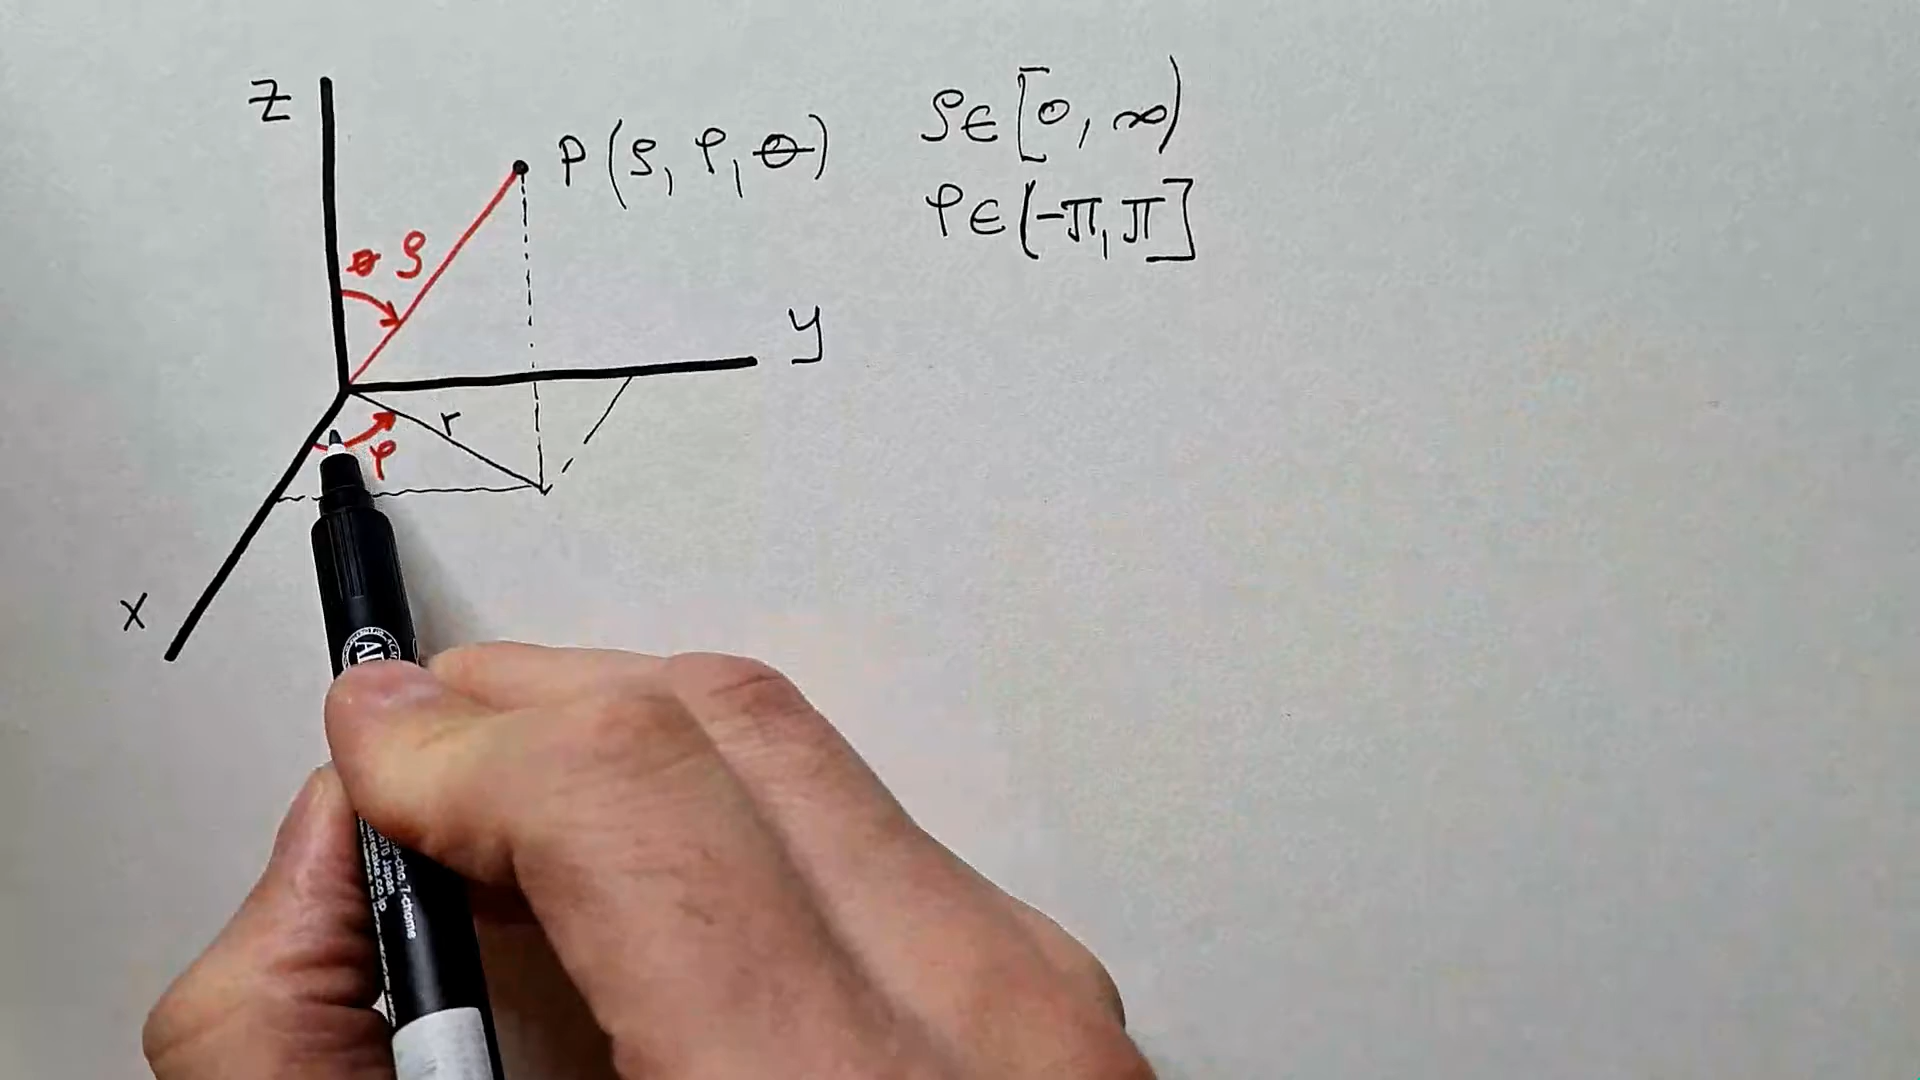 z
P(ρ, φ, θ)
ρ∈[0, ∞)
φ∈(-π, π]
θ ρ
y
r
φ
x